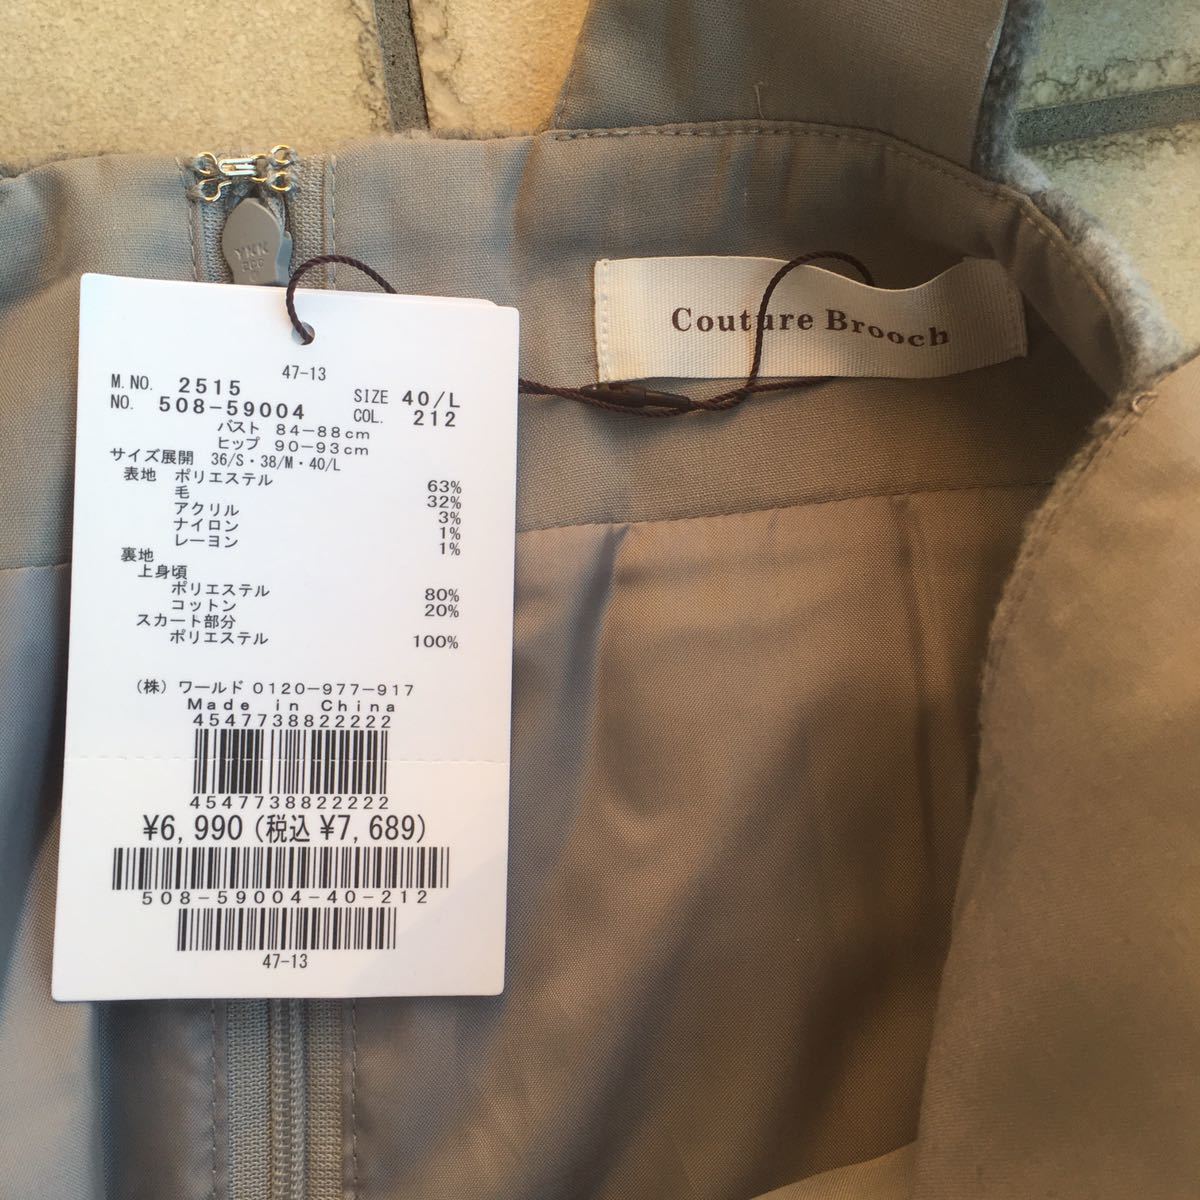 YKK
Couture Brooch
47-13
M.NO. 2515 SIZE 40/L
NO. 508-59004 COL. 212
バスト 84-88cm
ヒップ 90-93cm
サイズ展開 36/S・38/M・40/L
表地 ポリエステル 63%
毛 32%
アクリル 3%
ナイロン 1%
レーヨン 1%
裏地
上身頃
ポリエステル 80%
コットン 20%
スカート部分
ポリエステル 100%
(株)ワールド 0120-977-917
Made in China
4547738822222
4547738822222
¥6,990(税込¥7,689)
508-59004-40-212
47-13